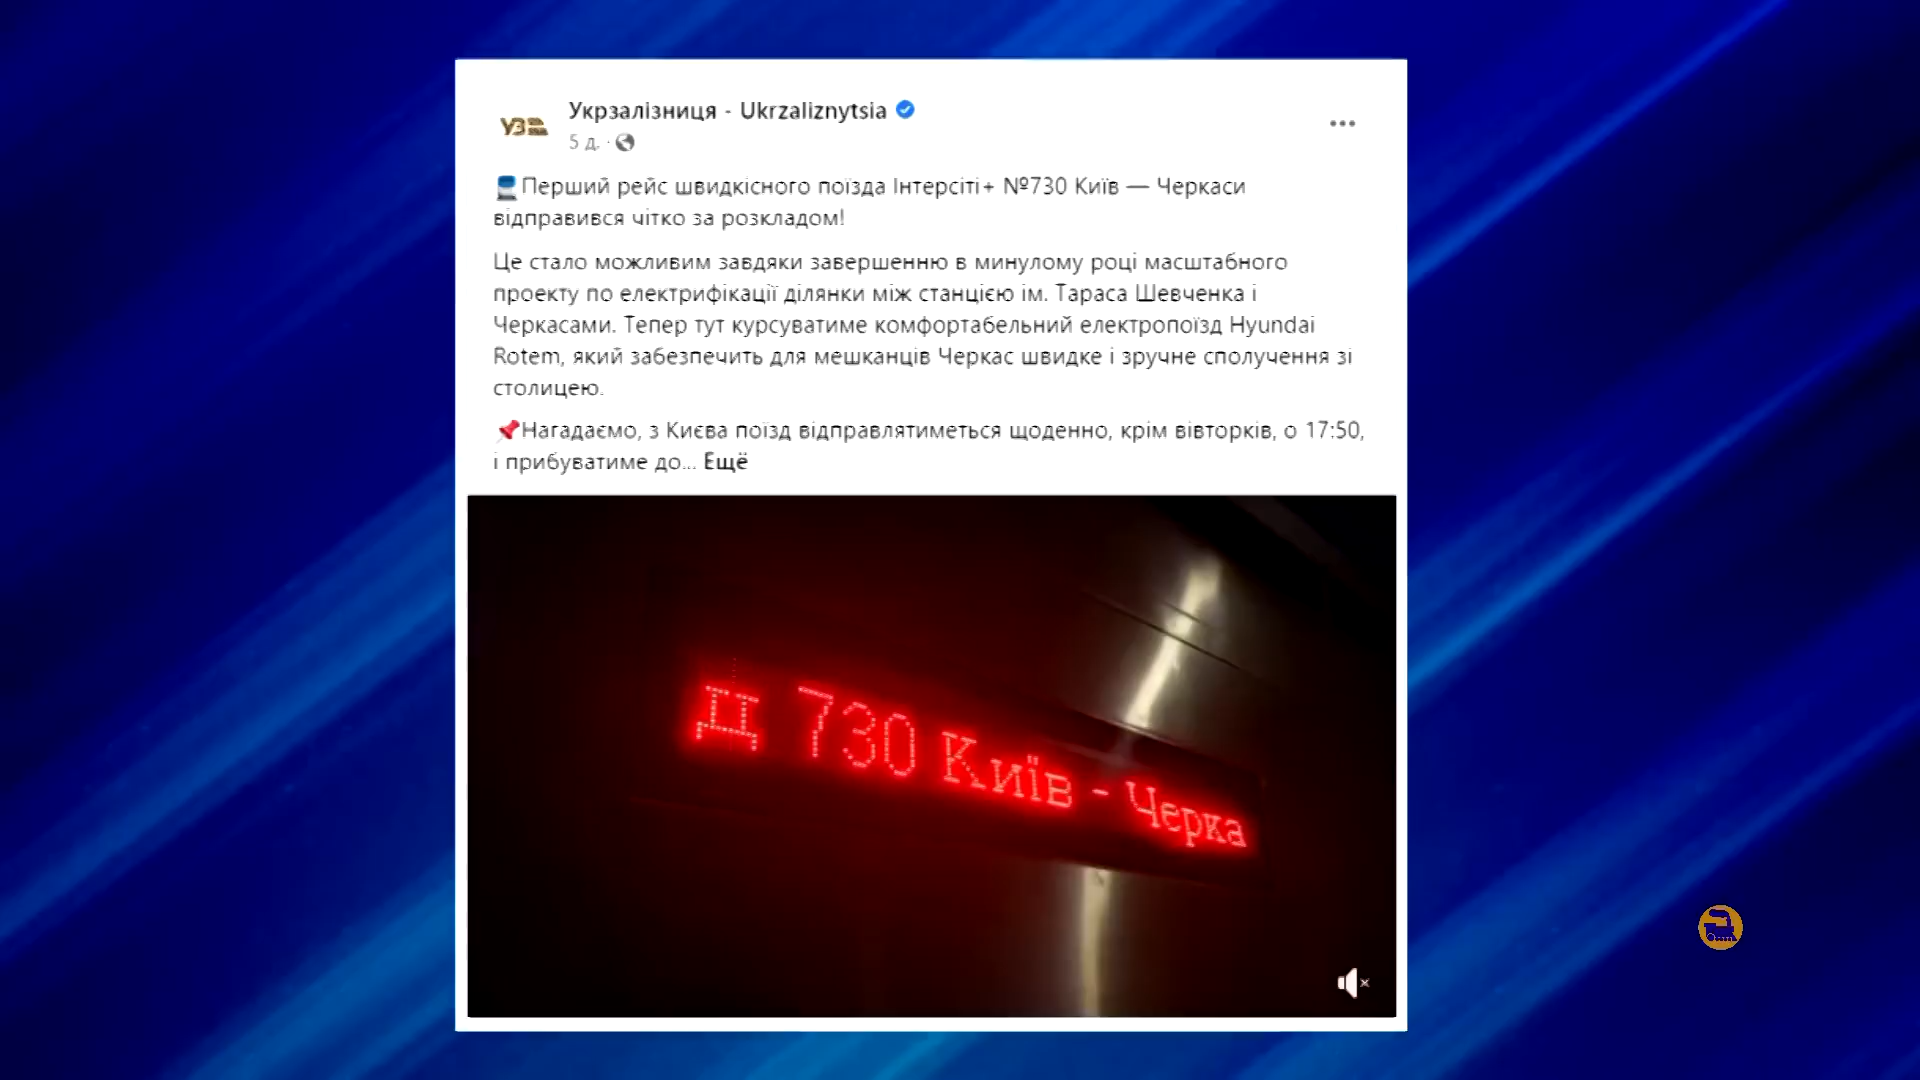 УЗ
Укрзалізниця - Ukrzaliznytsia
5 д. ·
Перший рейс швидкісного поїзда Інтерсіті+ №730 Київ — Черкаси
відправився чітко за розкладом!
Це стало можливим завдяки завершенню в минулому році масштабного
проекту по електрифікації ділянки між станцією ім. Тараса Шевченка і
Черкасами. Тепер тут курсуватиме комфортабельний електропоїзд Hyundai
Rotem, який забезпечить для мешканців Черкас швидке і зручне сполучення зі
столицею.
Нагадаємо, з Києва поїзд відправлятиметься щоденно, крім вівторків, о 17:50,
і прибуватиме до... Ещё
Д 730 Київ - Черка